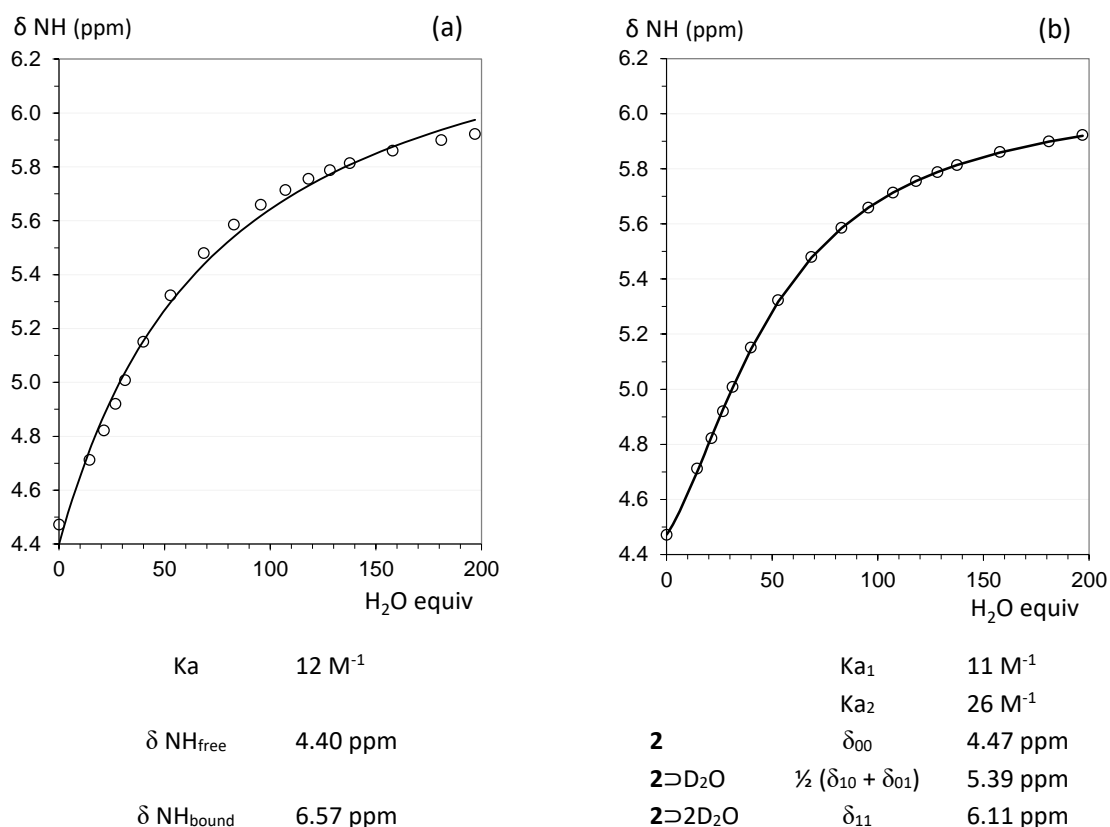 δ NH (ppm)
(a)
6.2
6.0
5.8
5.6
5.4
5.2
5.0
4.8
4.6
4.4
0
50
100
150
200
H₂O equiv
Ka 12 M⁻¹
δ NH_free 4.40 ppm
δ NH_bound 6.57 ppm
δ NH (ppm)
(b)
6.2
6.0
5.8
5.6
5.4
5.2
5.0
4.8
4.6
4.4
0
50
100
150
200
H₂O equiv
Ka₁ 11 M⁻¹
Ka₂ 26 M⁻¹
2 δ₀₀ 4.47 ppm
2⊃D₂O ½ (δ₁₀ + δ₀₁) 5.39 ppm
2⊃2D₂O δ₁₁ 6.11 ppm